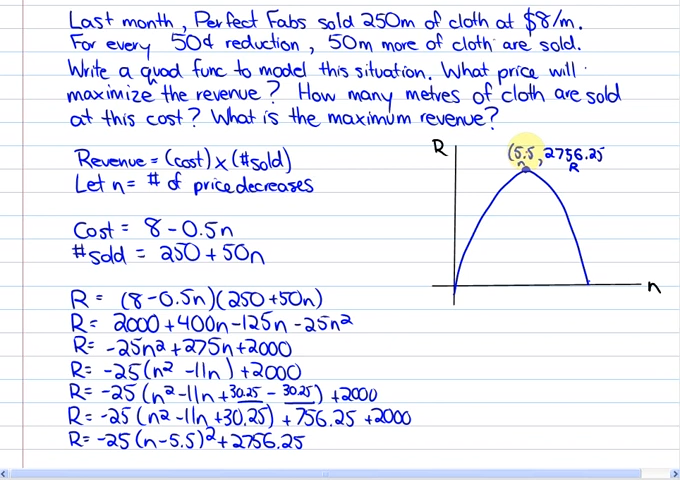 Last month, Perfect Fabs sold 250m of cloth at $8/m.
For every 50¢ reduction, 50m more of cloth are sold.
Write a quad func to model this situation. What price will
maximize the revenue? How many metres of cloth are sold
at this cost? What is the maximum revenue?
Revenue = (cost) x (#sold)
Let n = # of price decreases
Cost = 8 - 0.5n
#sold = 250 + 50n
R = (8 - 0.5n)(250 + 50n)
R = 2000 + 400n - 125n - 25n²
R = -25n² + 275n + 2000
R = -25(n² - 11n) + 2000
R = -25(n² - 11n + 30.25 - 30.25) + 2000
R = -25(n² - 11n + 30.25) + 756.25 + 2000
R = -25(n - 5.5)² + 2756.25
R
(5.5, 2756.25
n R
n